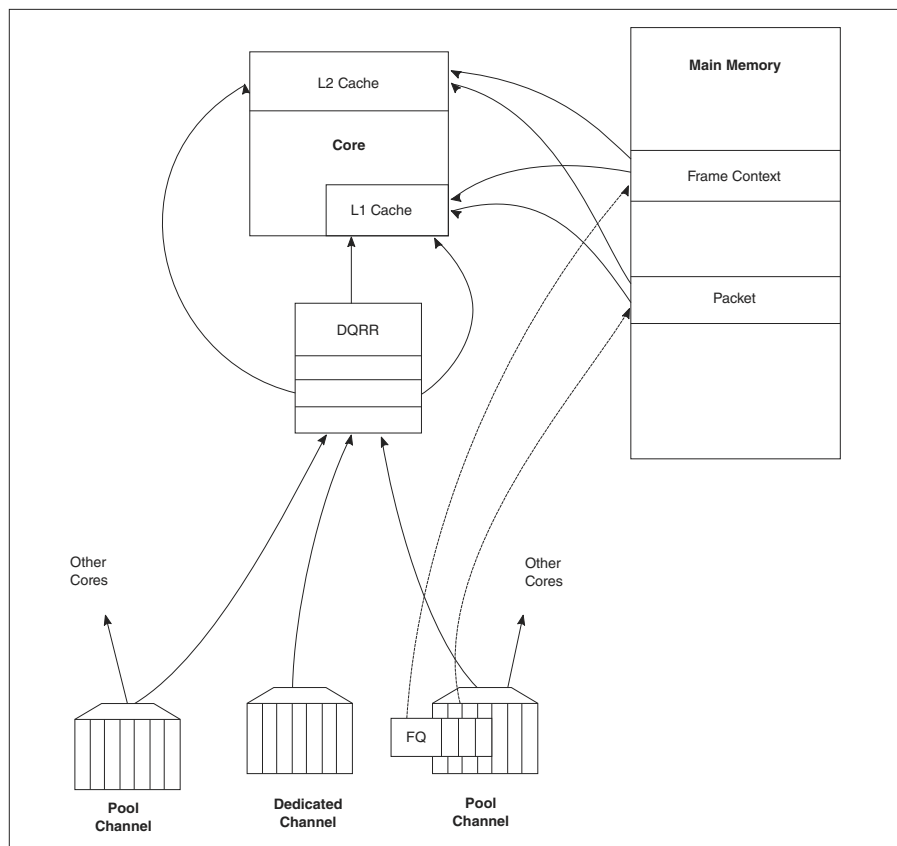 Main Memory
L2 Cache
Core
Frame Context
L1 Cache
Packet
DQRR
Other
Cores
Other
Cores
FQ
Pool
Channel
Dedicated
Channel
Pool
Channel